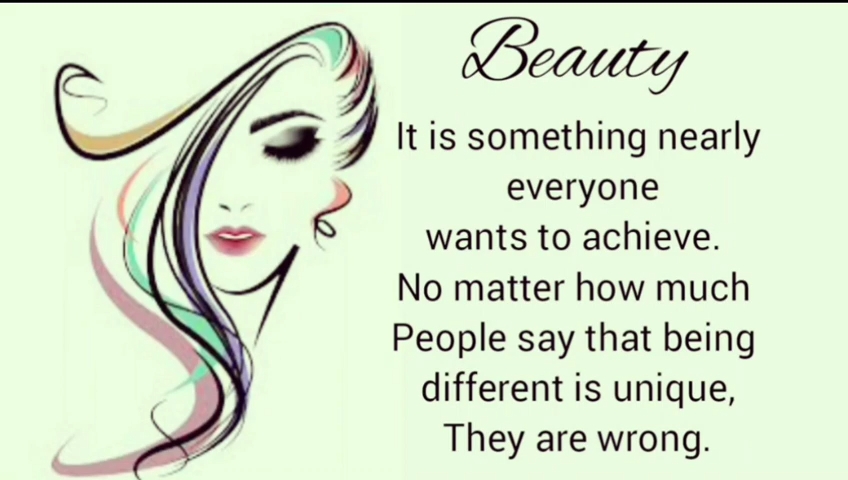 Beauty
It is something nearly
everyone
wants to achieve.
No matter how much
People say that being
different is unique,
They are wrong.